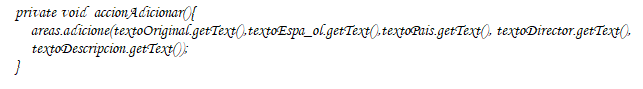 private void accionAdicionar(){
areas.adicione(textoOriginal.getText(),textoEspa_ol.getText(),textoPais.getText(), textoDirector.getText(),
textoDescripcion.getText());
}